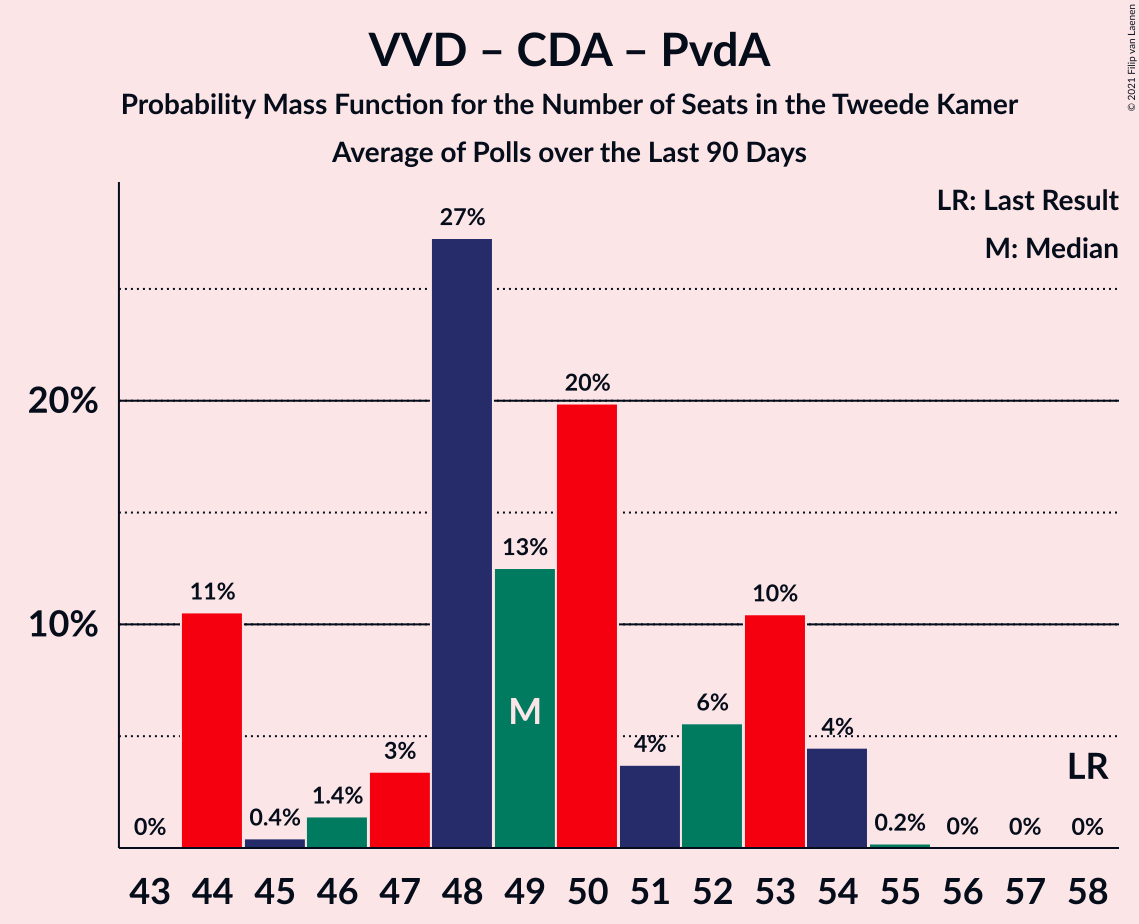 VVD – CDA – PvdA
Probability Mass Function for the Number of Seats in the Tweede Kamer
Average of Polls over the Last 90 Days
© 2021 Filip van Laenen
LR: Last Result
M: Median
20%
10%
0%
11%
0.4%
1.4%
3%
27%
13%
20%
4%
6%
10%
4%
0.2%
0%
0%
0%
M
LR
43 44 45 46 47 48 49 50 51 52 53 54 55 56 57 58